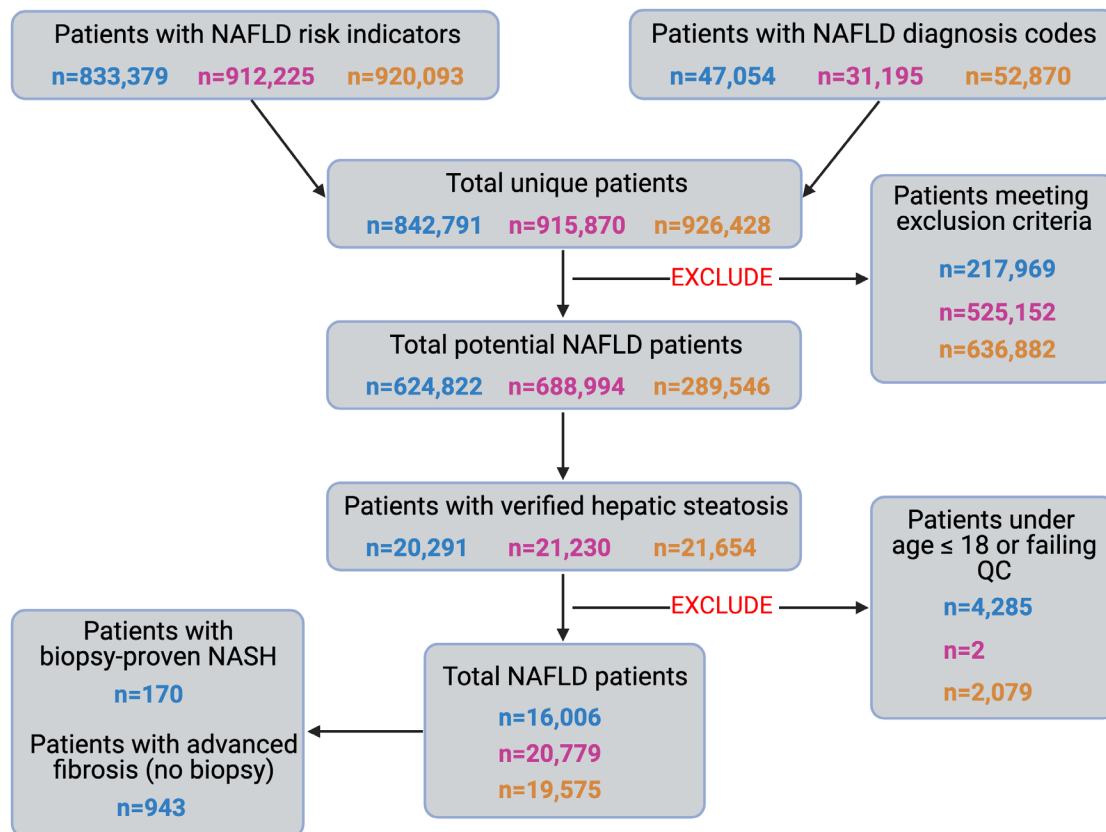 Patients with NAFLD risk indicators
n=833,379 n=912,225 n=920,093
Patients with NAFLD diagnosis codes
n=47,054 n=31,195 n=52,870
Total unique patients
n=842,791 n=915,870 n=926,428
Patients meeting
exclusion criteria
n=217,969
n=525,152
n=636,882
EXCLUDE
Total potential NAFLD patients
n=624,822 n=688,994 n=289,546
Patients with verified hepatic steatosis
n=20,291 n=21,230 n=21,654
Patients under
age ≤ 18 or failing
QC
n=4,285
n=2
n=2,079
EXCLUDE
Total NAFLD patients
n=16,006
n=20,779
n=19,575
Patients with
biopsy-proven NASH
n=170
Patients with advanced
fibrosis (no biopsy)
n=943